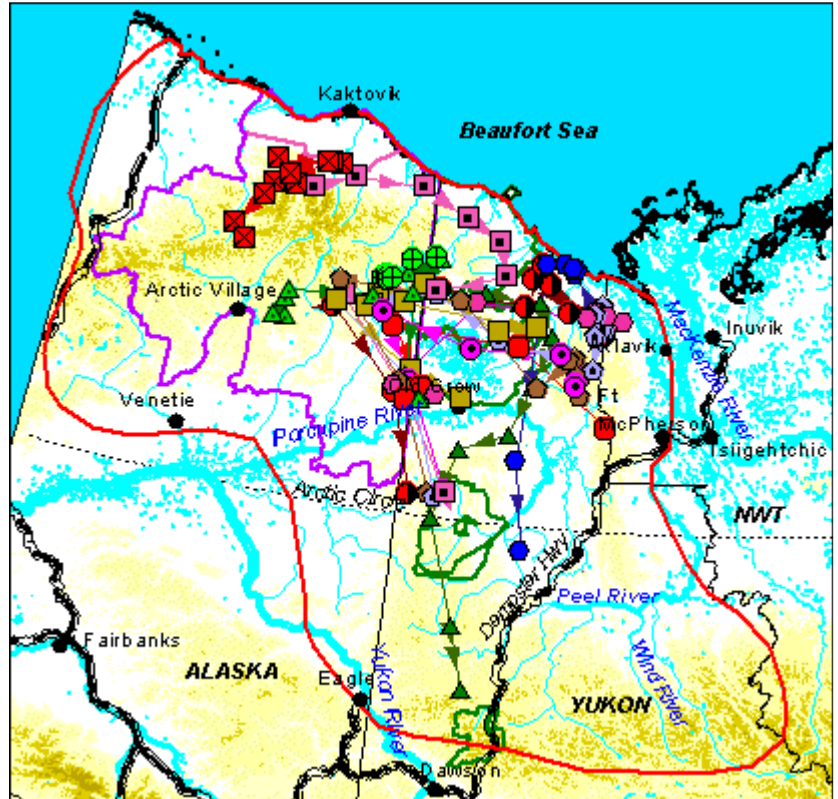 Kaktovik
Beaufort Sea
Arctic Village
Inuvik
Mackenzie River
Aklavik
Old Crow
Venetie
Ft
McPherson
Porcupine River
Tsiigehtchic
Arctic Circle
NWT
Dempster Hwy
Peel River
Fairbanks
ALASKA
Yukon River
Wind River
Eagle
YUKON
Dawson